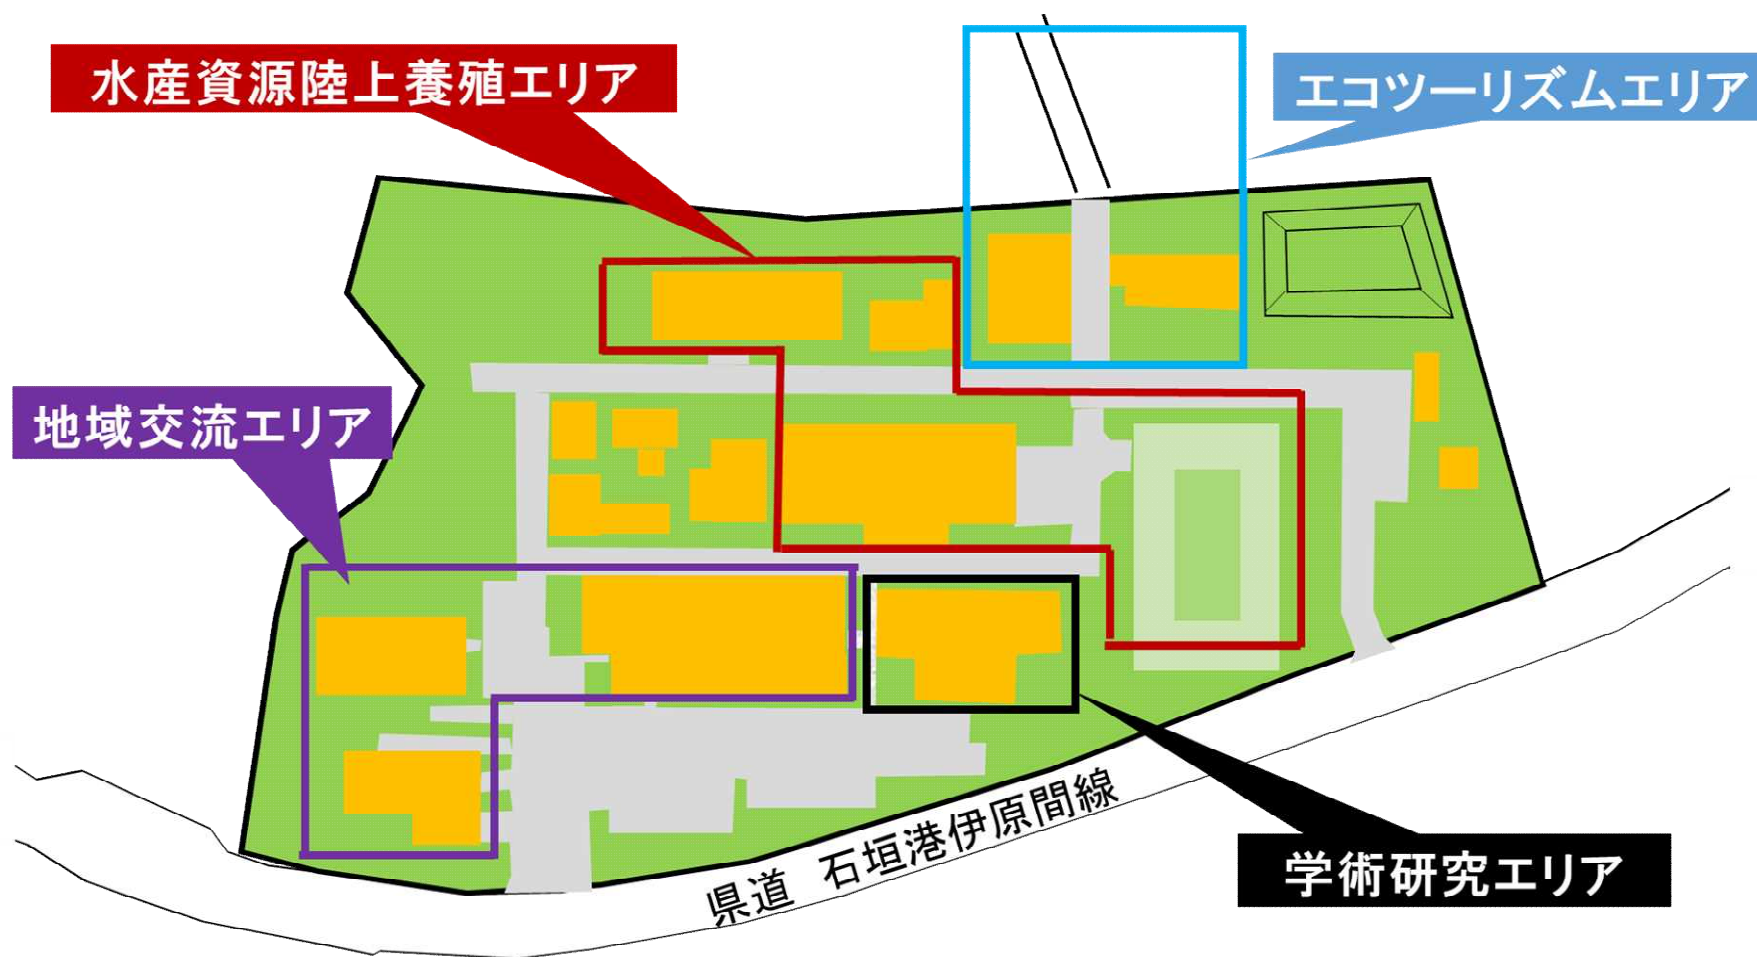 水産資源陸上養殖エリア
エコツーリズムエリア
地域交流エリア
県道 石垣港伊原間線
学術研究エリア